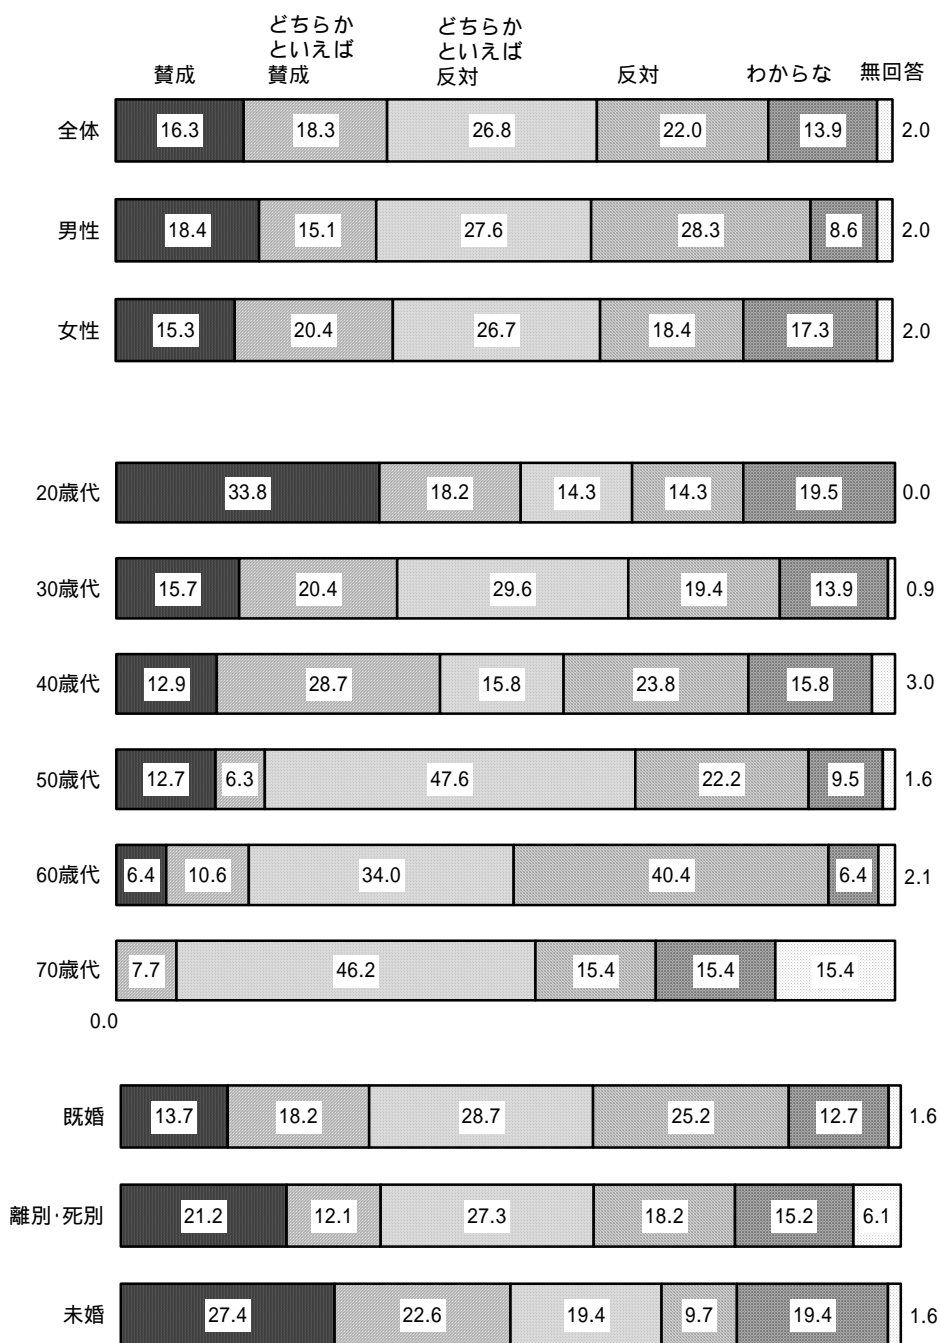 どちらか
といえば
賛成
どちらか
といえば
反対
賛成
反対
わからな
無回答
全体 16.3 18.3 26.8 22.0 13.9 2.0
男性 18.4 15.1 27.6 28.3 8.6 2.0
女性 15.3 20.4 26.7 18.4 17.3 2.0
20歳代 33.8 18.2 14.3 14.3 19.5 0.0
30歳代 15.7 20.4 29.6 19.4 13.9 0.9
40歳代 12.9 28.7 15.8 23.8 15.8 3.0
50歳代 12.7 6.3 47.6 22.2 9.5 1.6
60歳代 6.4 10.6 34.0 40.4 6.4 2.1
70歳代 7.7 46.2 15.4 15.4 15.4
0.0
既婚 13.7 18.2 28.7 25.2 12.7 1.6
離別･死別 21.2 12.1 27.3 18.2 15.2 6.1
未婚 27.4 22.6 19.4 9.7 19.4 1.6